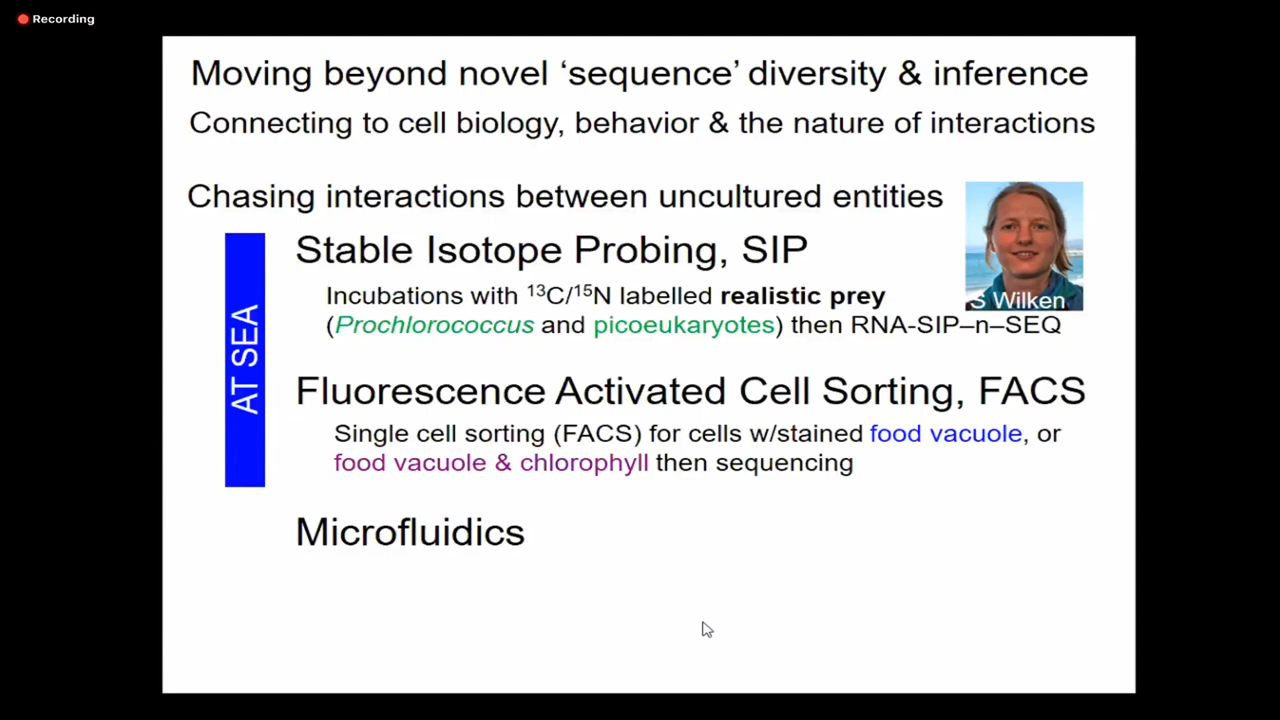 Recording
Moving beyond novel ‘sequence’ diversity & inference
Connecting to cell biology, behavior & the nature of interactions
Chasing interactions between uncultured entities
S Wilken
AT SEA
Stable Isotope Probing, SIP
Incubations with ¹³C/¹⁵N labelled realistic prey
(Prochlorococcus and picoeukaryotes) then RNA-SIP–n–SEQ
Fluorescence Activated Cell Sorting, FACS
Single cell sorting (FACS) for cells w/stained food vacuole, or
food vacuole & chlorophyll then sequencing
Microfluidics